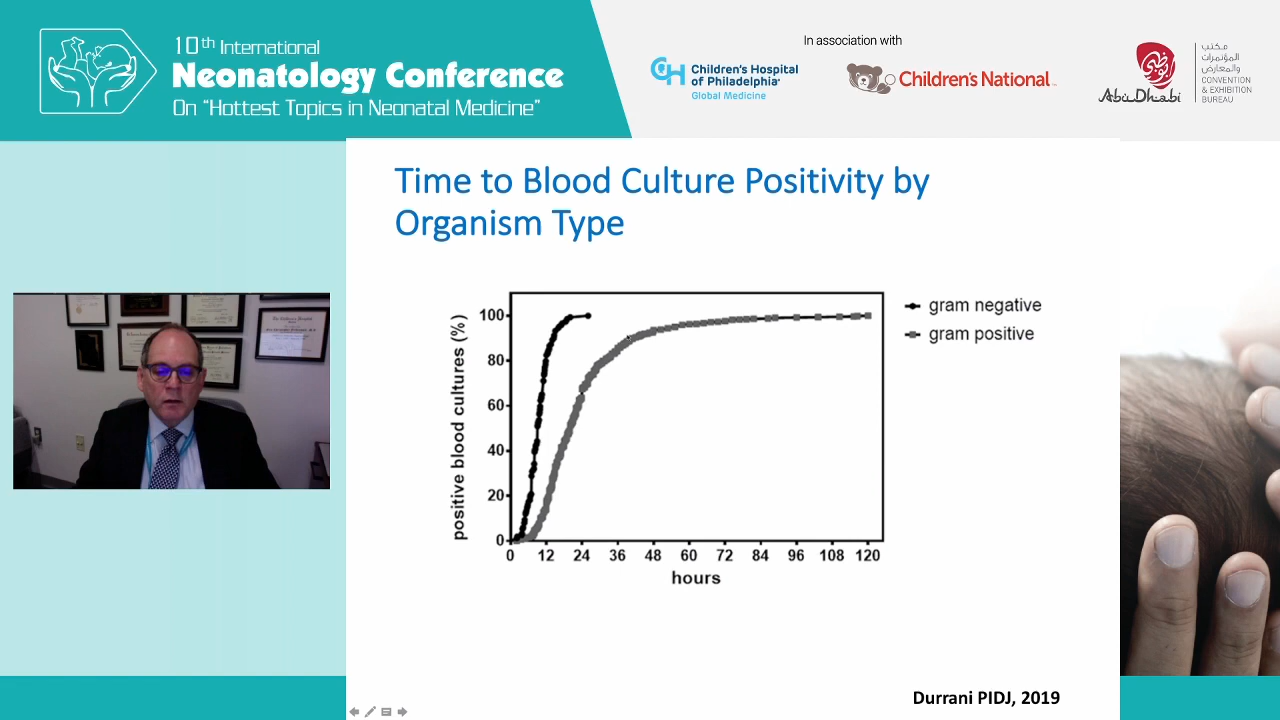 10th International
Neonatology Conference
On “Hottest Topics in Neonatal Medicine”
In association with
Children's Hospital
of Philadelphia
Global Medicine
Children's National
Abu Dhabi
أبوظبي
مكتب
المؤتمرات
والمعارض
CONVENTION
& EXHIBITION
BUREAU
Time to Blood Culture Positivity by
Organism Type
positive blood cultures (%)
100
80
60
40
20
0
0 12 24 36 48 60 72 84 96 108 120
hours
gram negative
gram positive
Durrani PIDJ, 2019